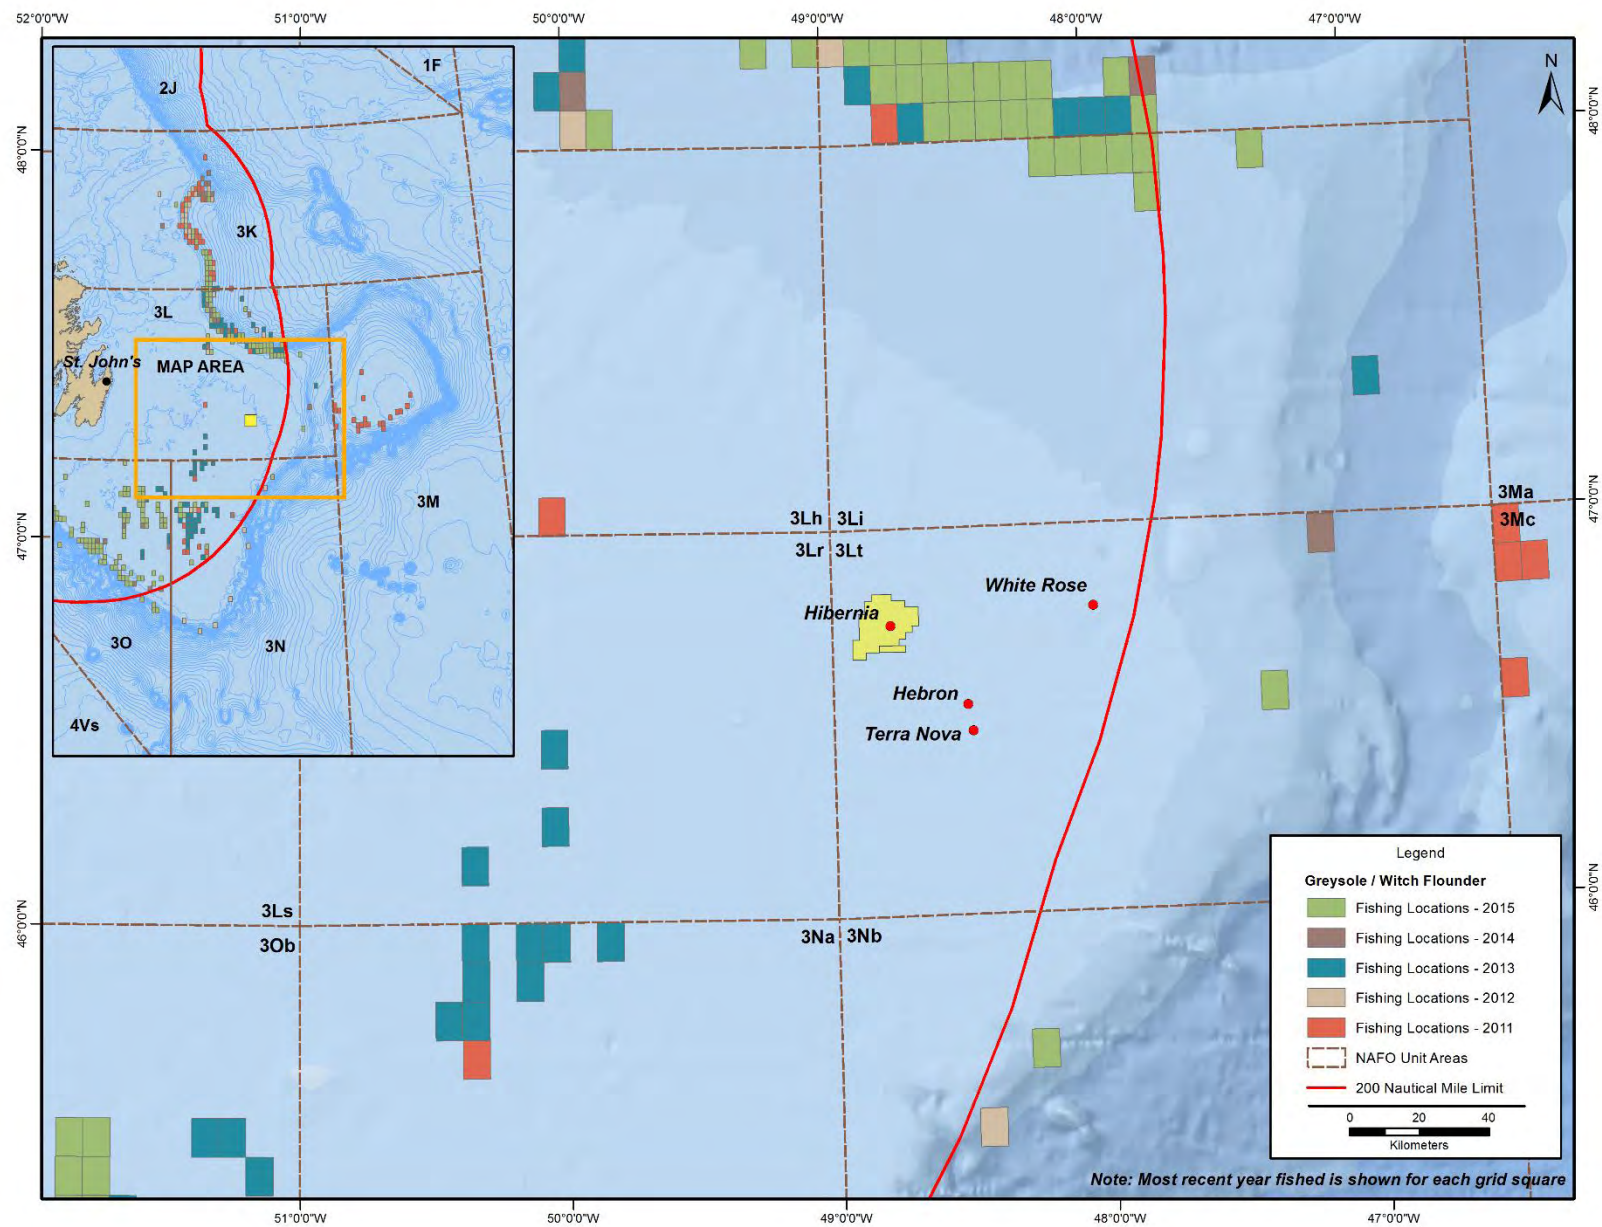 52°0'0"W
51°0'0"W
50°0'0"W
49°0'0"W
48°0'0"W
47°0'0"W
1F
2J
3K
3L
St. John's
MAP AREA
3M
3O
3N
4Vs
N
48°0'0"N
48°0'0"N
47°0'0"N
47°0'0"N
46°0'0"N
46°0'0"N
3Lh
3Li
3Lr
3Lt
3Ma
3Mc
White Rose
Hibernia
Hebron
Terra Nova
3Ls
3Ob
3Na
3Nb
Legend
Greysole / Witch Flounder
Fishing Locations - 2015
Fishing Locations - 2014
Fishing Locations - 2013
Fishing Locations - 2012
Fishing Locations - 2011
NAFO Unit Areas
200 Nautical Mile Limit
0 20 40
Kilometers
Note: Most recent year fished is shown for each grid square
51°0'0"W
50°0'0"W
49°0'0"W
48°0'0"W
47°0'0"W